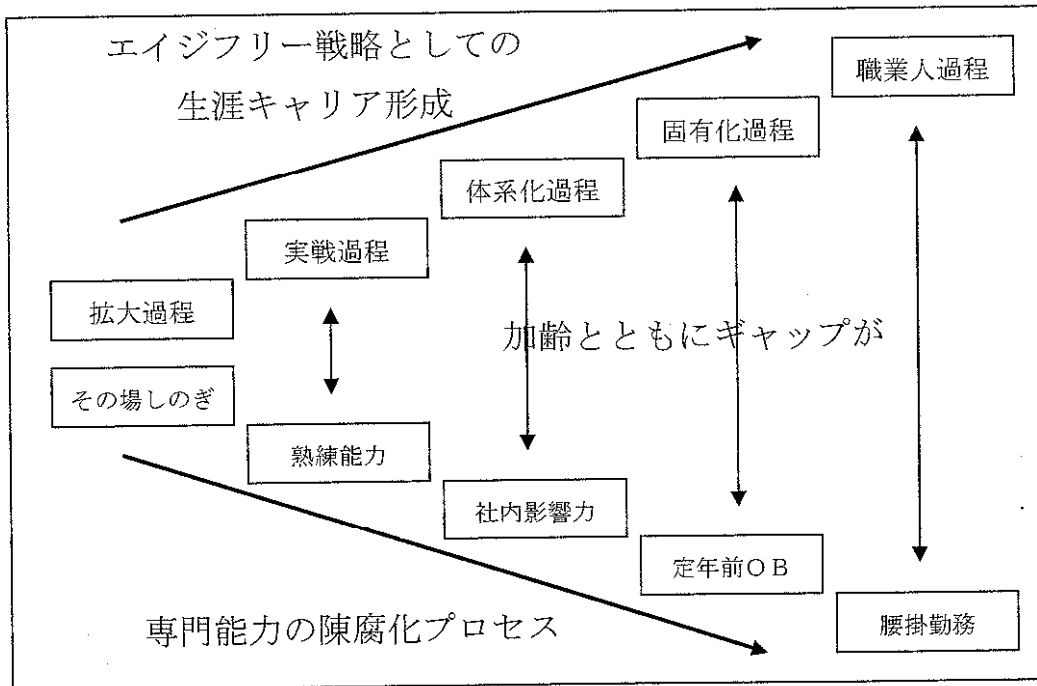 エイジフリー戦略としての
生涯キャリア形成
職業人過程
固有化過程
体系化過程
実戦過程
拡大過程
加齢とともにギャップが
その場しのぎ
熟練能力
社内影響力
定年前ＯＢ
腰掛勤務
専門能力の陳腐化プロセス